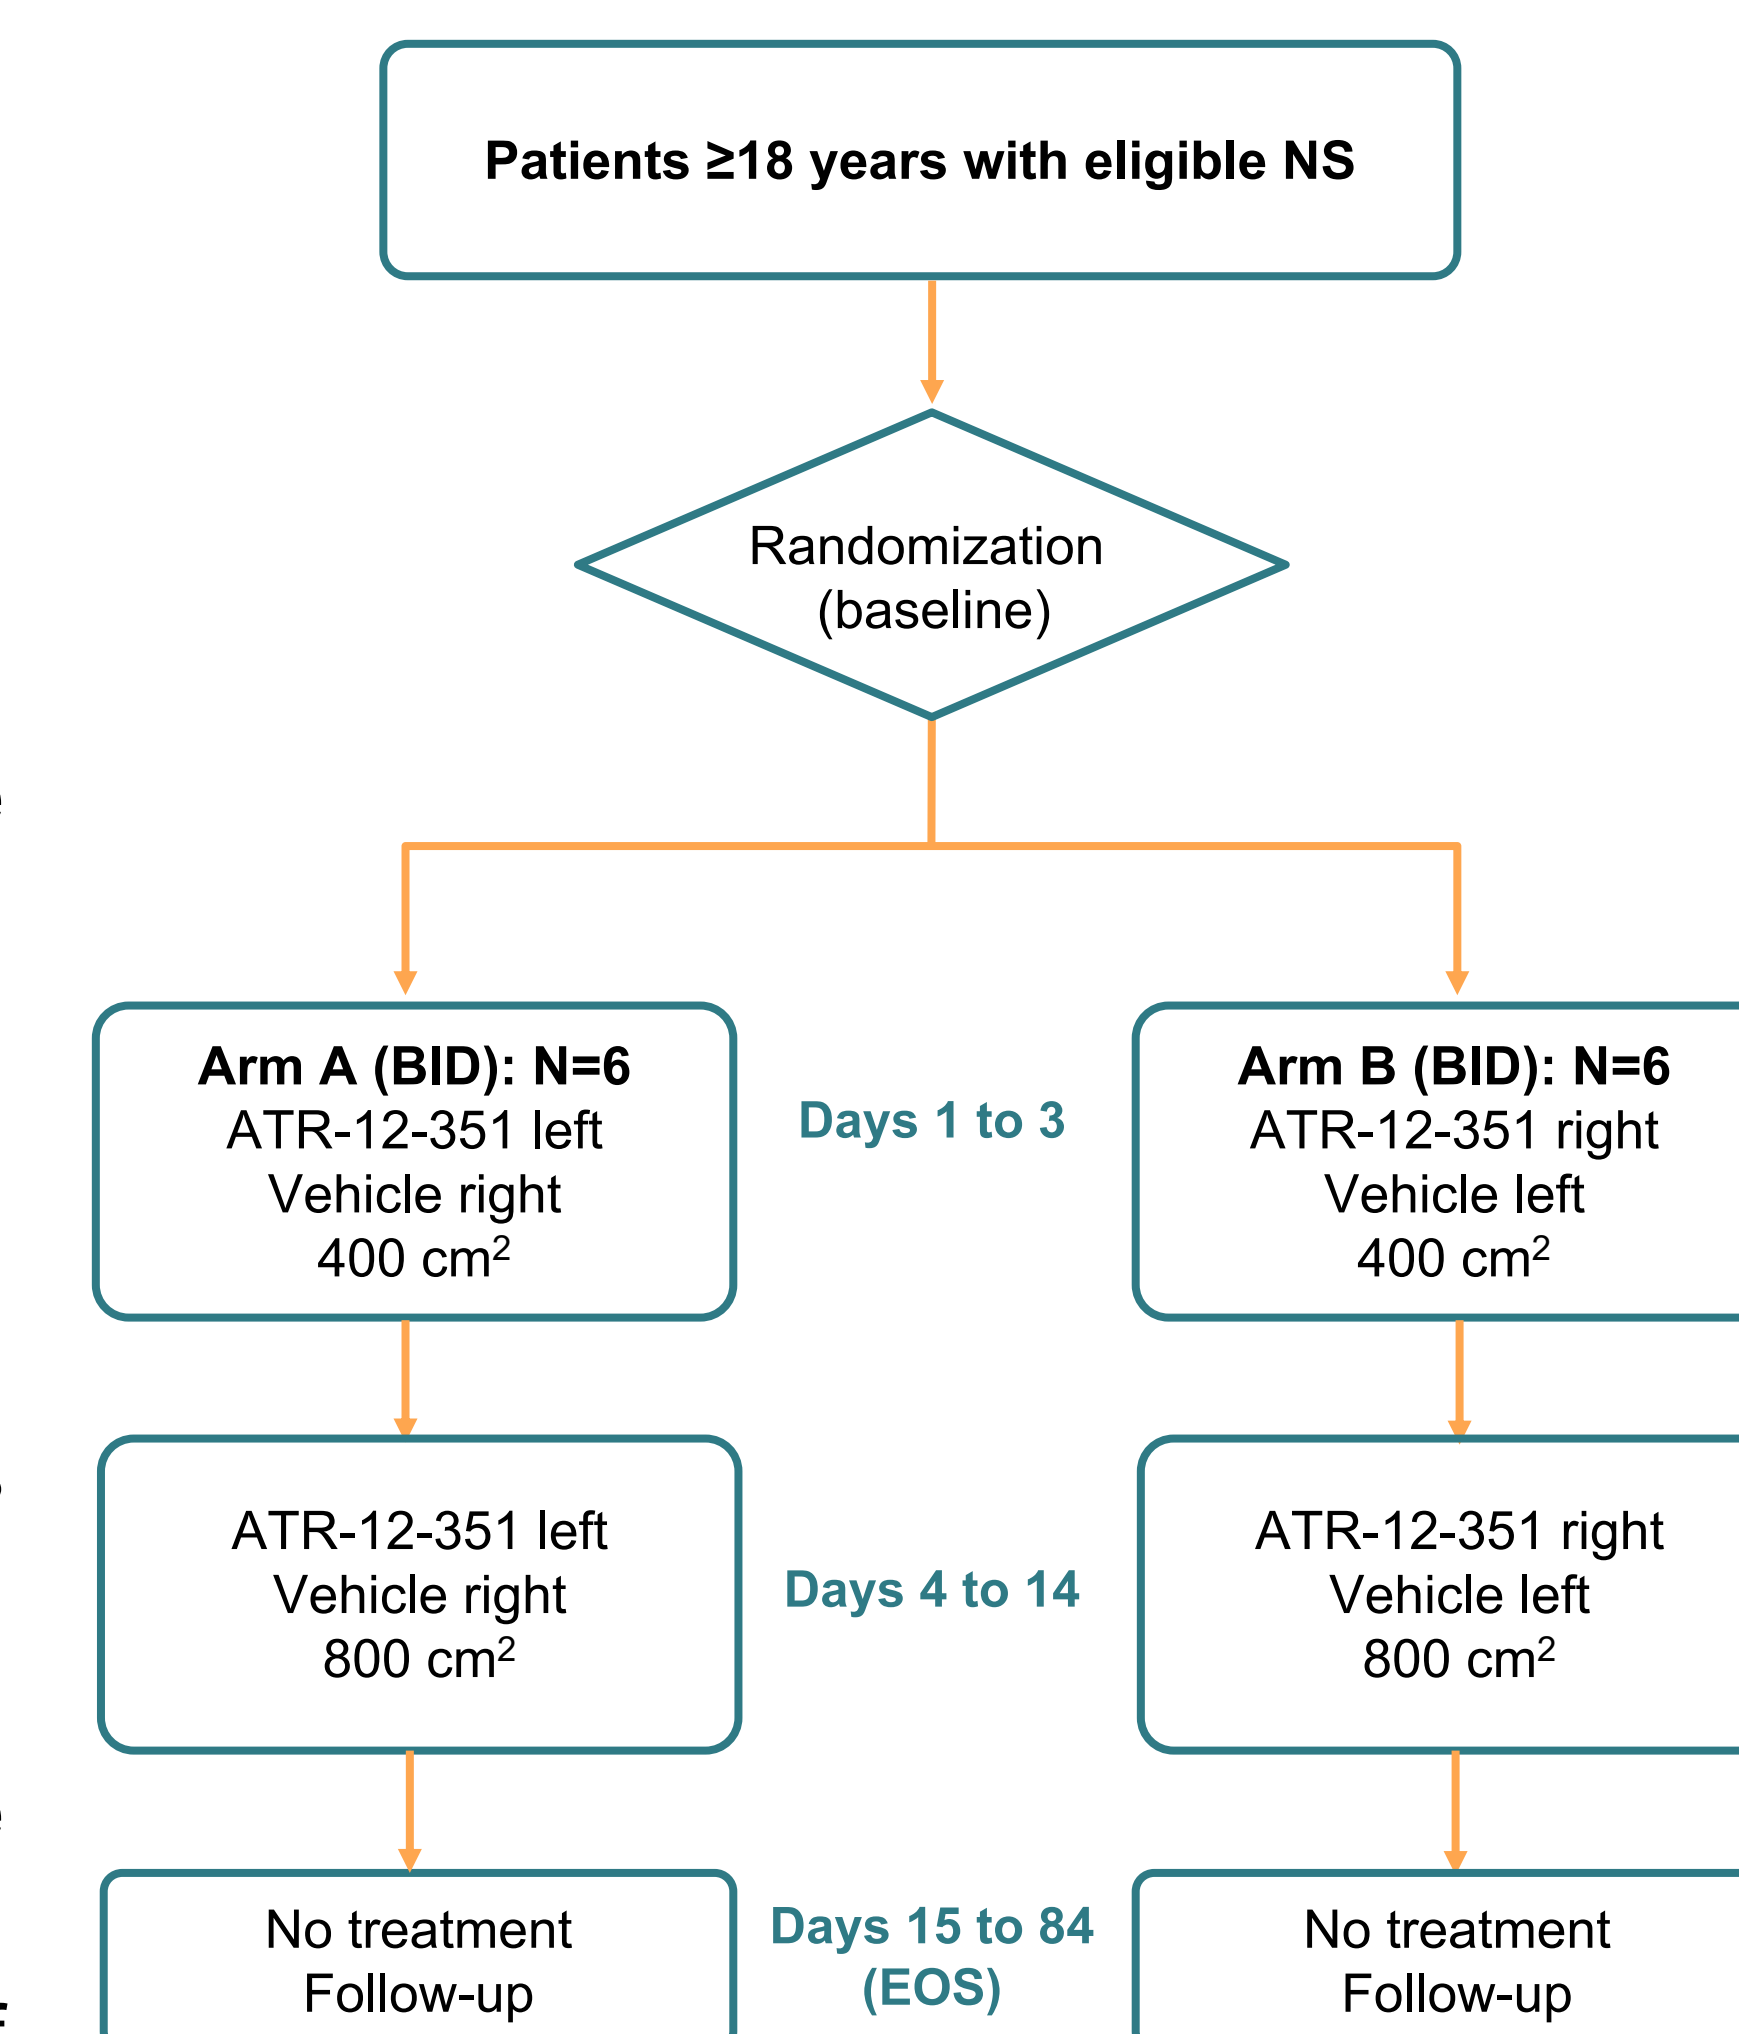 Patients ≥18 years with eligible NS
Randomization
(baseline)
Arm A (BID): N=6
ATR-12-351 left
Vehicle right
400 cm²
Days 1 to 3
Arm B (BID): N=6
ATR-12-351 right
Vehicle left
400 cm²
ATR-12-351 left
Vehicle right
800 cm²
Days 4 to 14
ATR-12-351 right
Vehicle left
800 cm²
No treatment
Follow-up
Days 15 to 84
(EOS)
No treatment
Follow-up